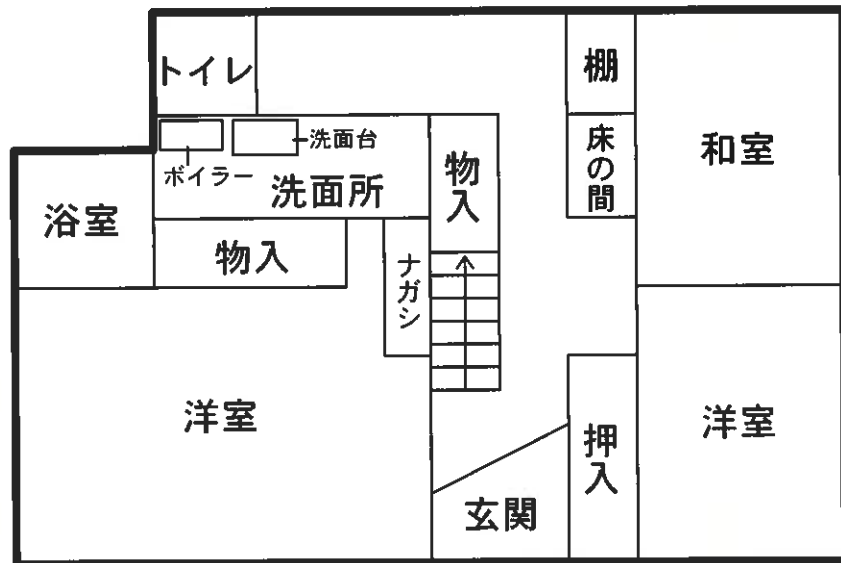 トイレ
棚
ボイラー
洗面台
洗面所
物入
床の間
和室
浴室
物入
ナガシ
洋室
玄関
押入
洋室